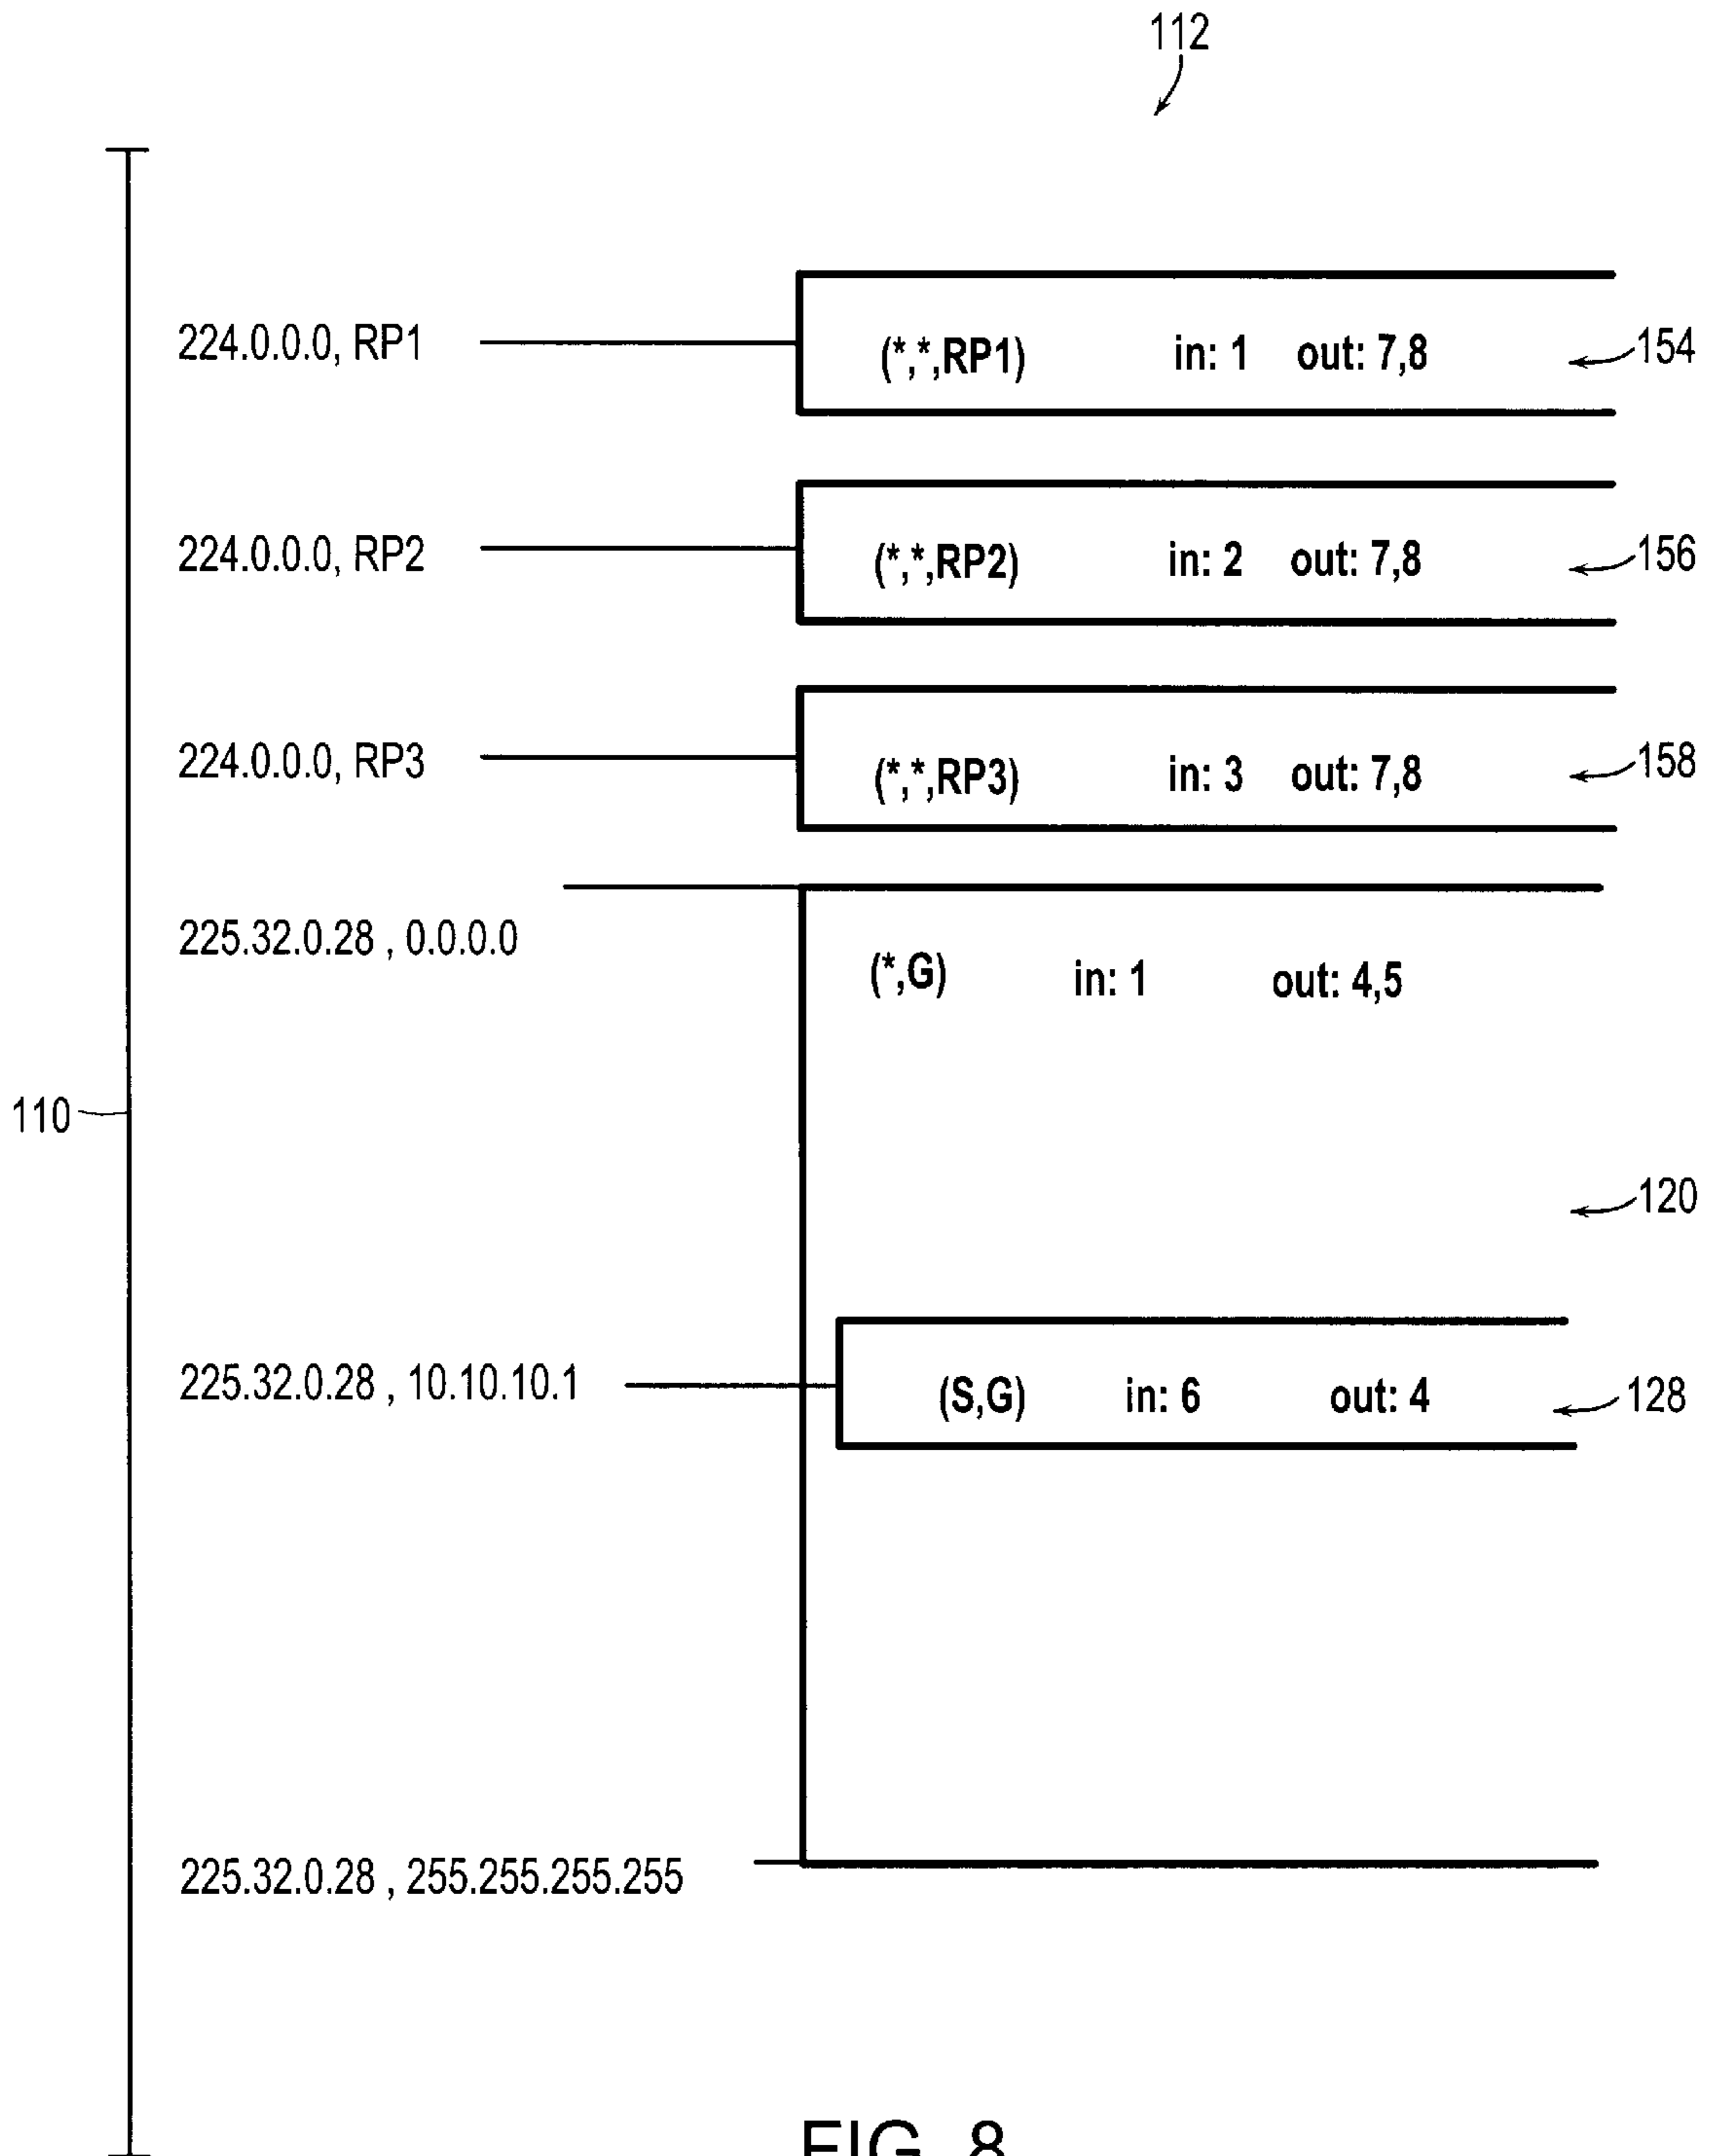 112
224.0.0.0, RP1 (*,*,RP1) in: 1 out: 7,8 154
224.0.0.0, RP2 (*,*,RP2) in: 2 out: 7,8 156
224.0.0.0, RP3 (*,*,RP3) in: 3 out: 7,8 158
225.32.0.28 , 0.0.0.0
(*,G) in: 1 out: 4,5
110
120
225.32.0.28 , 10.10.10.1 (S,G) in: 6 out: 4 128
225.32.0.28 , 255.255.255.255
FIG. 8